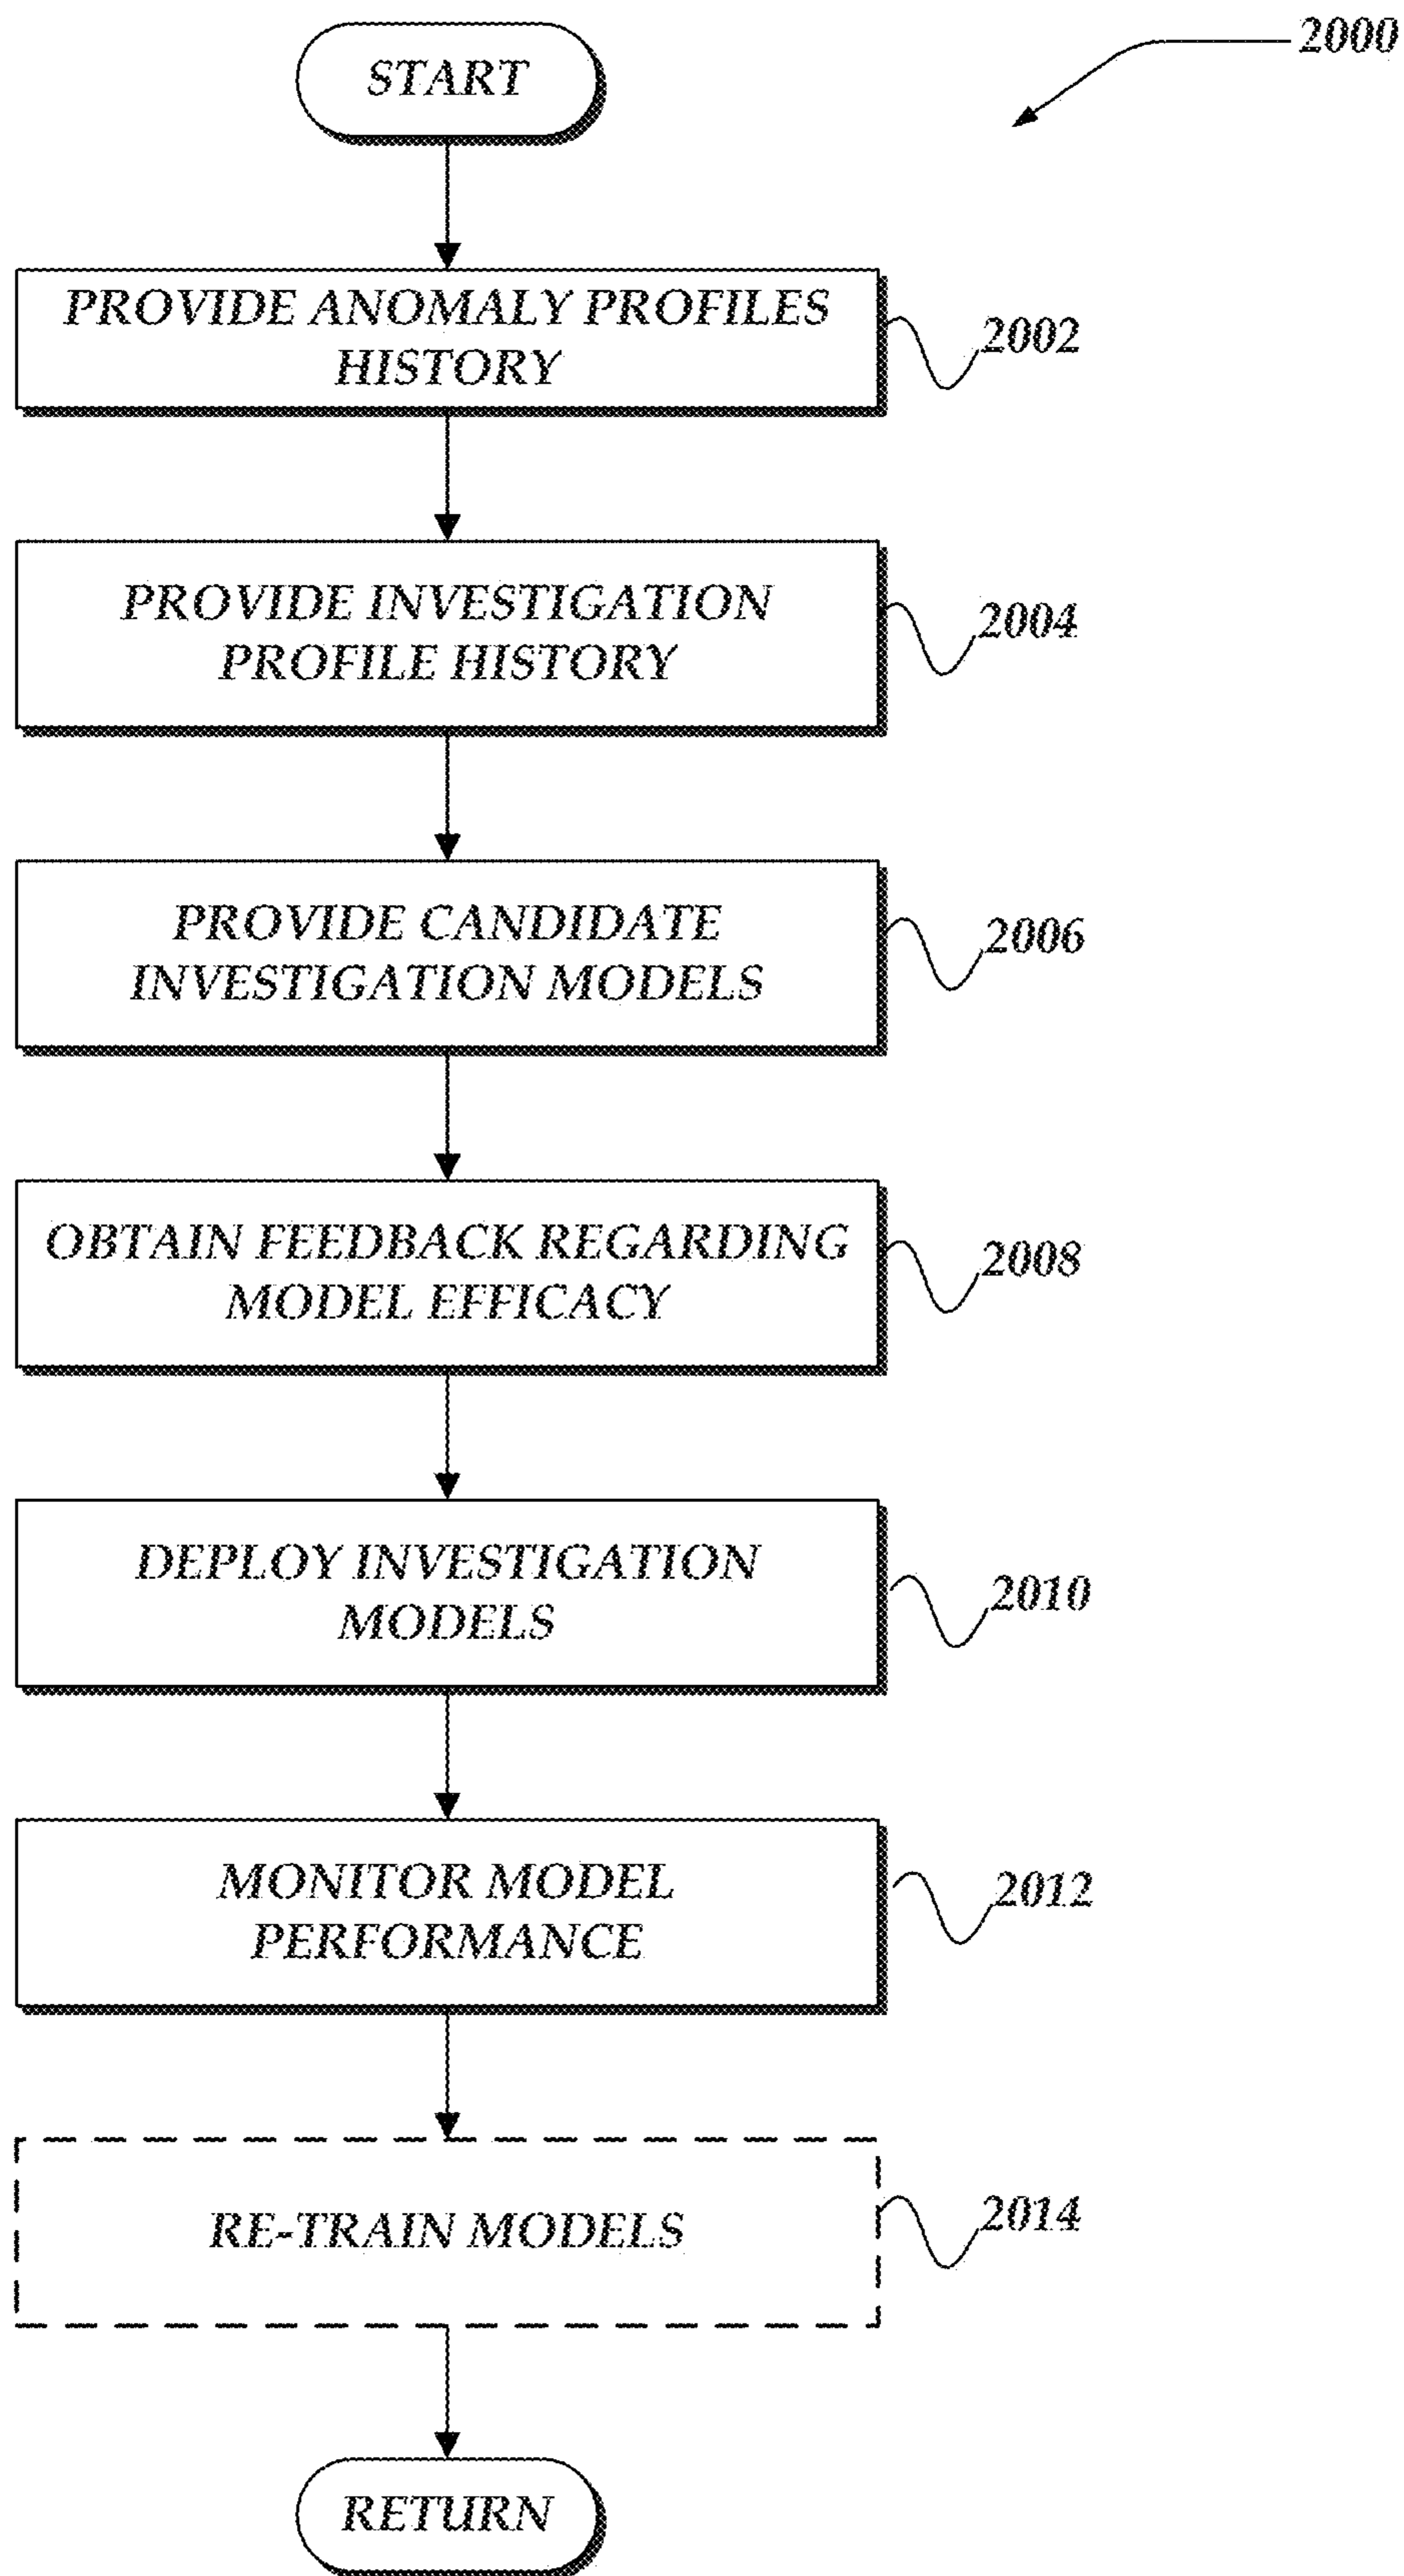 2000
START
PROVIDE ANOMALY PROFILES
HISTORY
2002
PROVIDE INVESTIGATION
PROFILE HISTORY
2004
PROVIDE CANDIDATE
INVESTIGATION MODELS
2006
OBTAIN FEEDBACK REGARDING
MODEL EFFICACY
2008
DEPLOY INVESTIGATION
MODELS
2010
MONITOR MODEL
PERFORMANCE
2012
RE-TRAIN MODELS
2014
RETURN